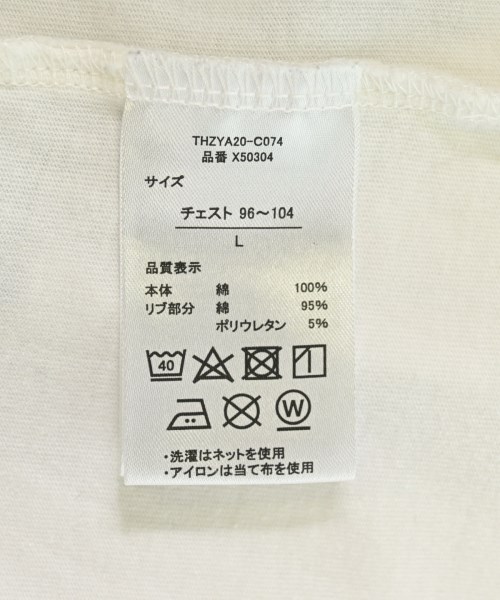 THZYA20-C074
品番 X50304
サイズ
チェスト 96～104
L
品質表示
本体 綿 100%
リブ部分 綿 95%
ポリウレタン 5%
40
W
・洗濯はネットを使用
・アイロンは当て布を使用